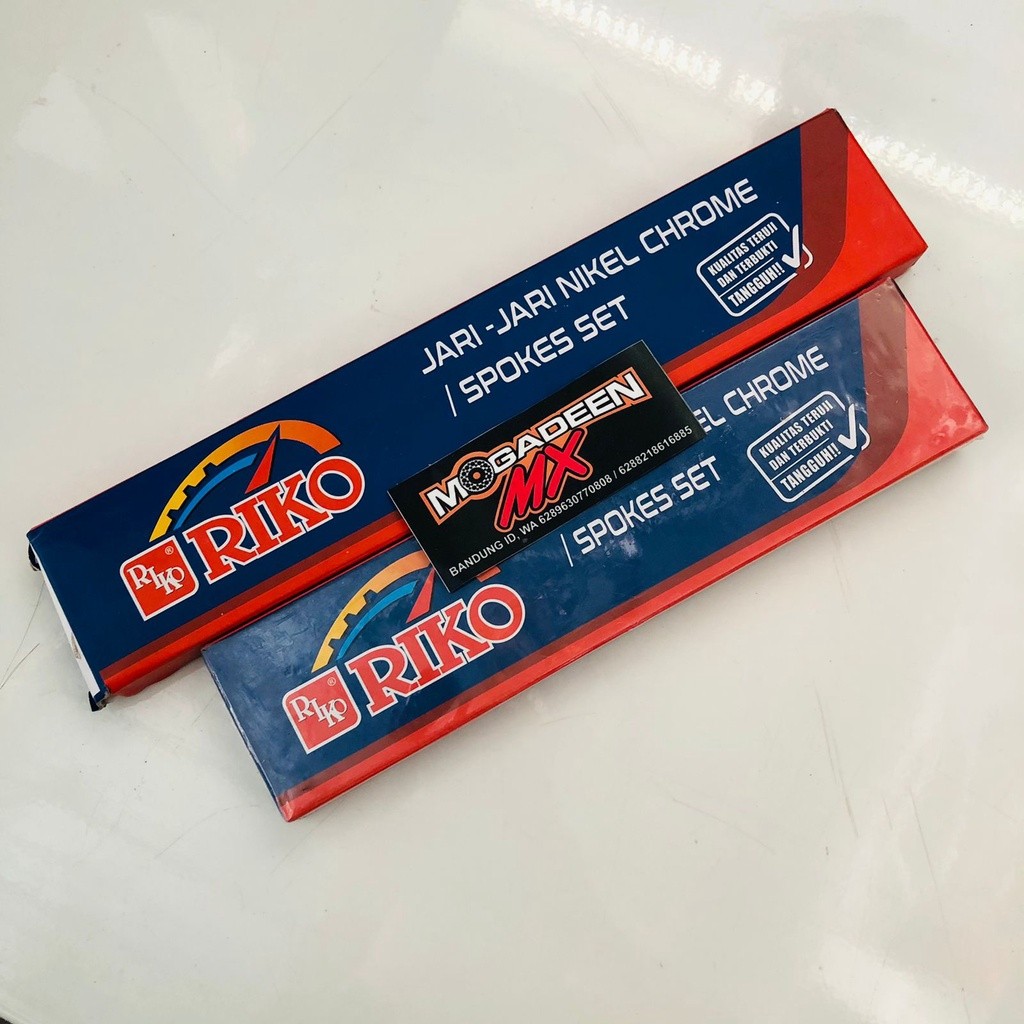 JARI -JARI NIKEL CHROME
/ SPOKES SET
KUALITAS TERUJI
DAN TERBUKTI
TANGGUH!!
RIKO®
RIKO
MOGADEEN
MX
BANDUNG ID, WA 6289630770808 / 6288218616885
EL CHROME
/ SPOKES SET
KUALITAS TERUJI
DAN TERBUKTI
TANGGUH!!
RIKO®
RIKO